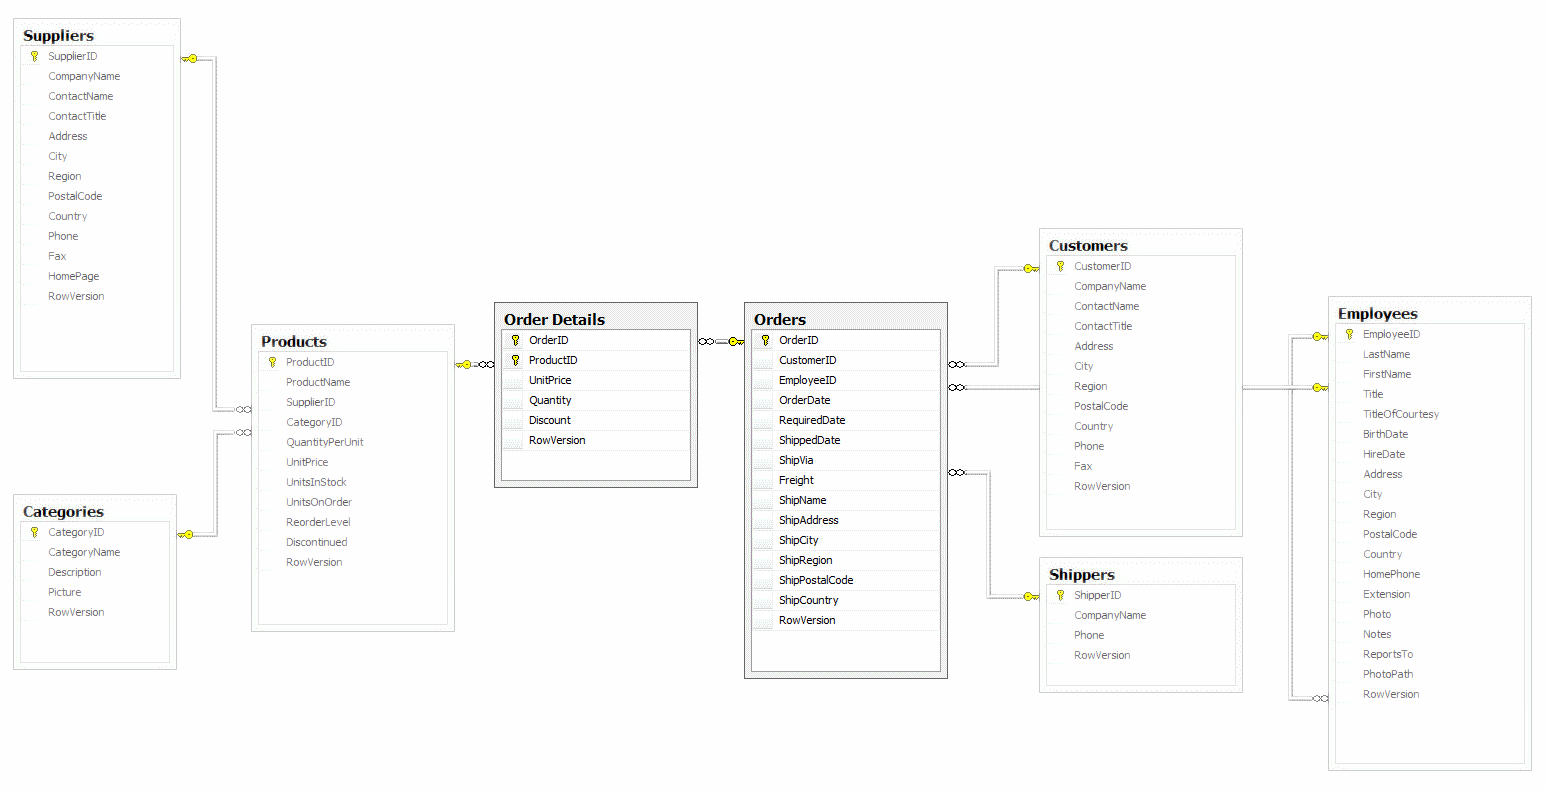 Suppliers
SupplierID
CompanyName
ContactName
ContactTitle
Address
City
Region
PostalCode
Country
Phone
Fax
HomePage
RowVersion
Categories
CategoryID
CategoryName
Description
Picture
RowVersion
Products
ProductID
ProductName
SupplierID
CategoryID
QuantityPerUnit
UnitPrice
UnitsInStock
UnitsOnOrder
ReorderLevel
Discontinued
RowVersion
Order Details
OrderID
ProductID
UnitPrice
Quantity
Discount
RowVersion
Orders
OrderID
CustomerID
EmployeeID
OrderDate
RequiredDate
ShippedDate
ShipVia
Freight
ShipName
ShipAddress
ShipCity
ShipRegion
ShipPostalCode
ShipCountry
RowVersion
Customers
CustomerID
CompanyName
ContactName
ContactTitle
Address
City
Region
PostalCode
Country
Phone
Fax
RowVersion
Shippers
ShipperID
CompanyName
Phone
RowVersion
Employees
EmployeeID
LastName
FirstName
Title
TitleOfCourtesy
BirthDate
HireDate
Address
City
Region
PostalCode
Country
HomePhone
Extension
Photo
Notes
ReportsTo
PhotoPath
RowVersion